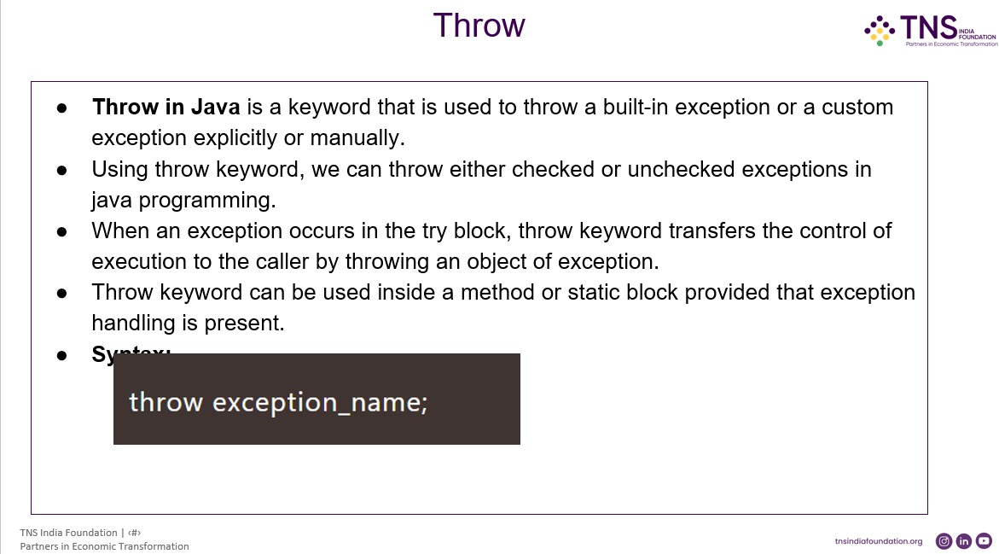 Throw
TNS INDIA FOUNDATION
Partners in Economic Transformation
● Throw in Java is a keyword that is used to throw a built-in exception or a custom
exception explicitly or manually.
● Using throw keyword, we can throw either checked or unchecked exceptions in
java programming.
● When an exception occurs in the try block, throw keyword transfers the control of
execution to the caller by throwing an object of exception.
● Throw keyword can be used inside a method or static block provided that exception
handling is present.
● Syntax:
throw exception_name;
TNS India Foundation | ‹#›
Partners in Economic Transformation
tnsindiafoundation.org